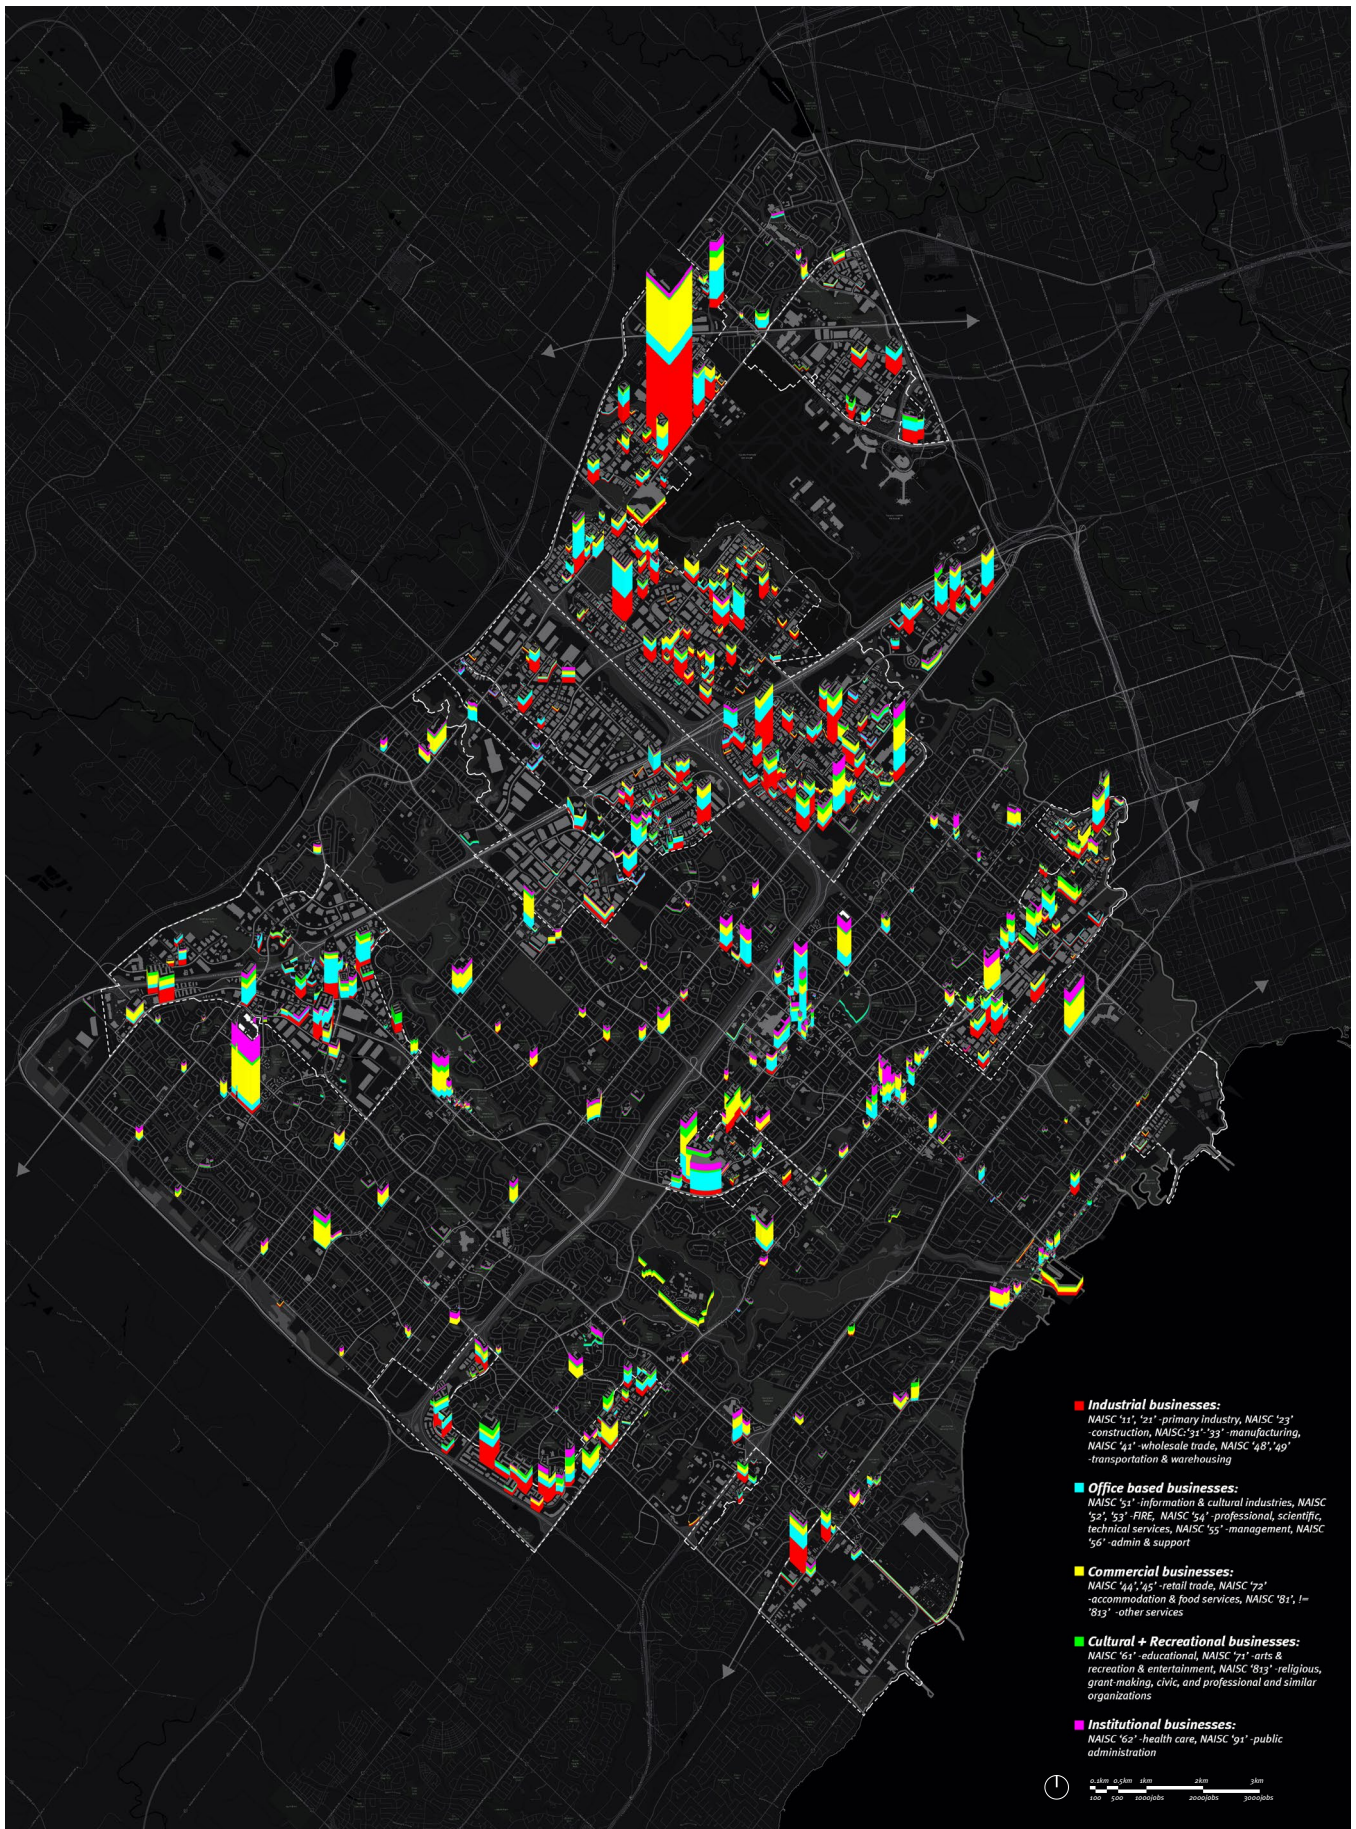 Industrial businesses:
NAISC ‘11’, ‘21’ -primary industry, NAISC ‘23’
-construction, NAISC:‘31’-‘33’ -manufacturing,
NAISC ‘41’ -wholesale trade, NAISC ‘48’,’49’
-transportation & warehousing
Office based businesses:
NAISC ‘51’ -information & cultural industries, NAISC
‘52’, ‘53’ -FIRE,  NAISC ‘54’ -professional, scientific,
technical services, NAISC ‘55’ -management, NAISC
‘56’ -admin & support
Commercial businesses:
NAISC ‘44’,’45’ -retail trade, NAISC ‘72’
-accommodation & food services, NAISC ‘81’, !=
’813’  -other services
Cultural + Recreational businesses:
NAISC ‘61’ -educational, NAISC ‘71’ -arts &
recreation & entertainment, NAISC ‘813’ -religious,
grant-making, civic, and professional and similar
organizations
Institutional businesses:
NAISC ‘62’ -health care, NAISC ‘91’ -public
administration
0.1km 0.5km 1km 2km 3km
100 500 1000jobs 2000jobs 3000jobs